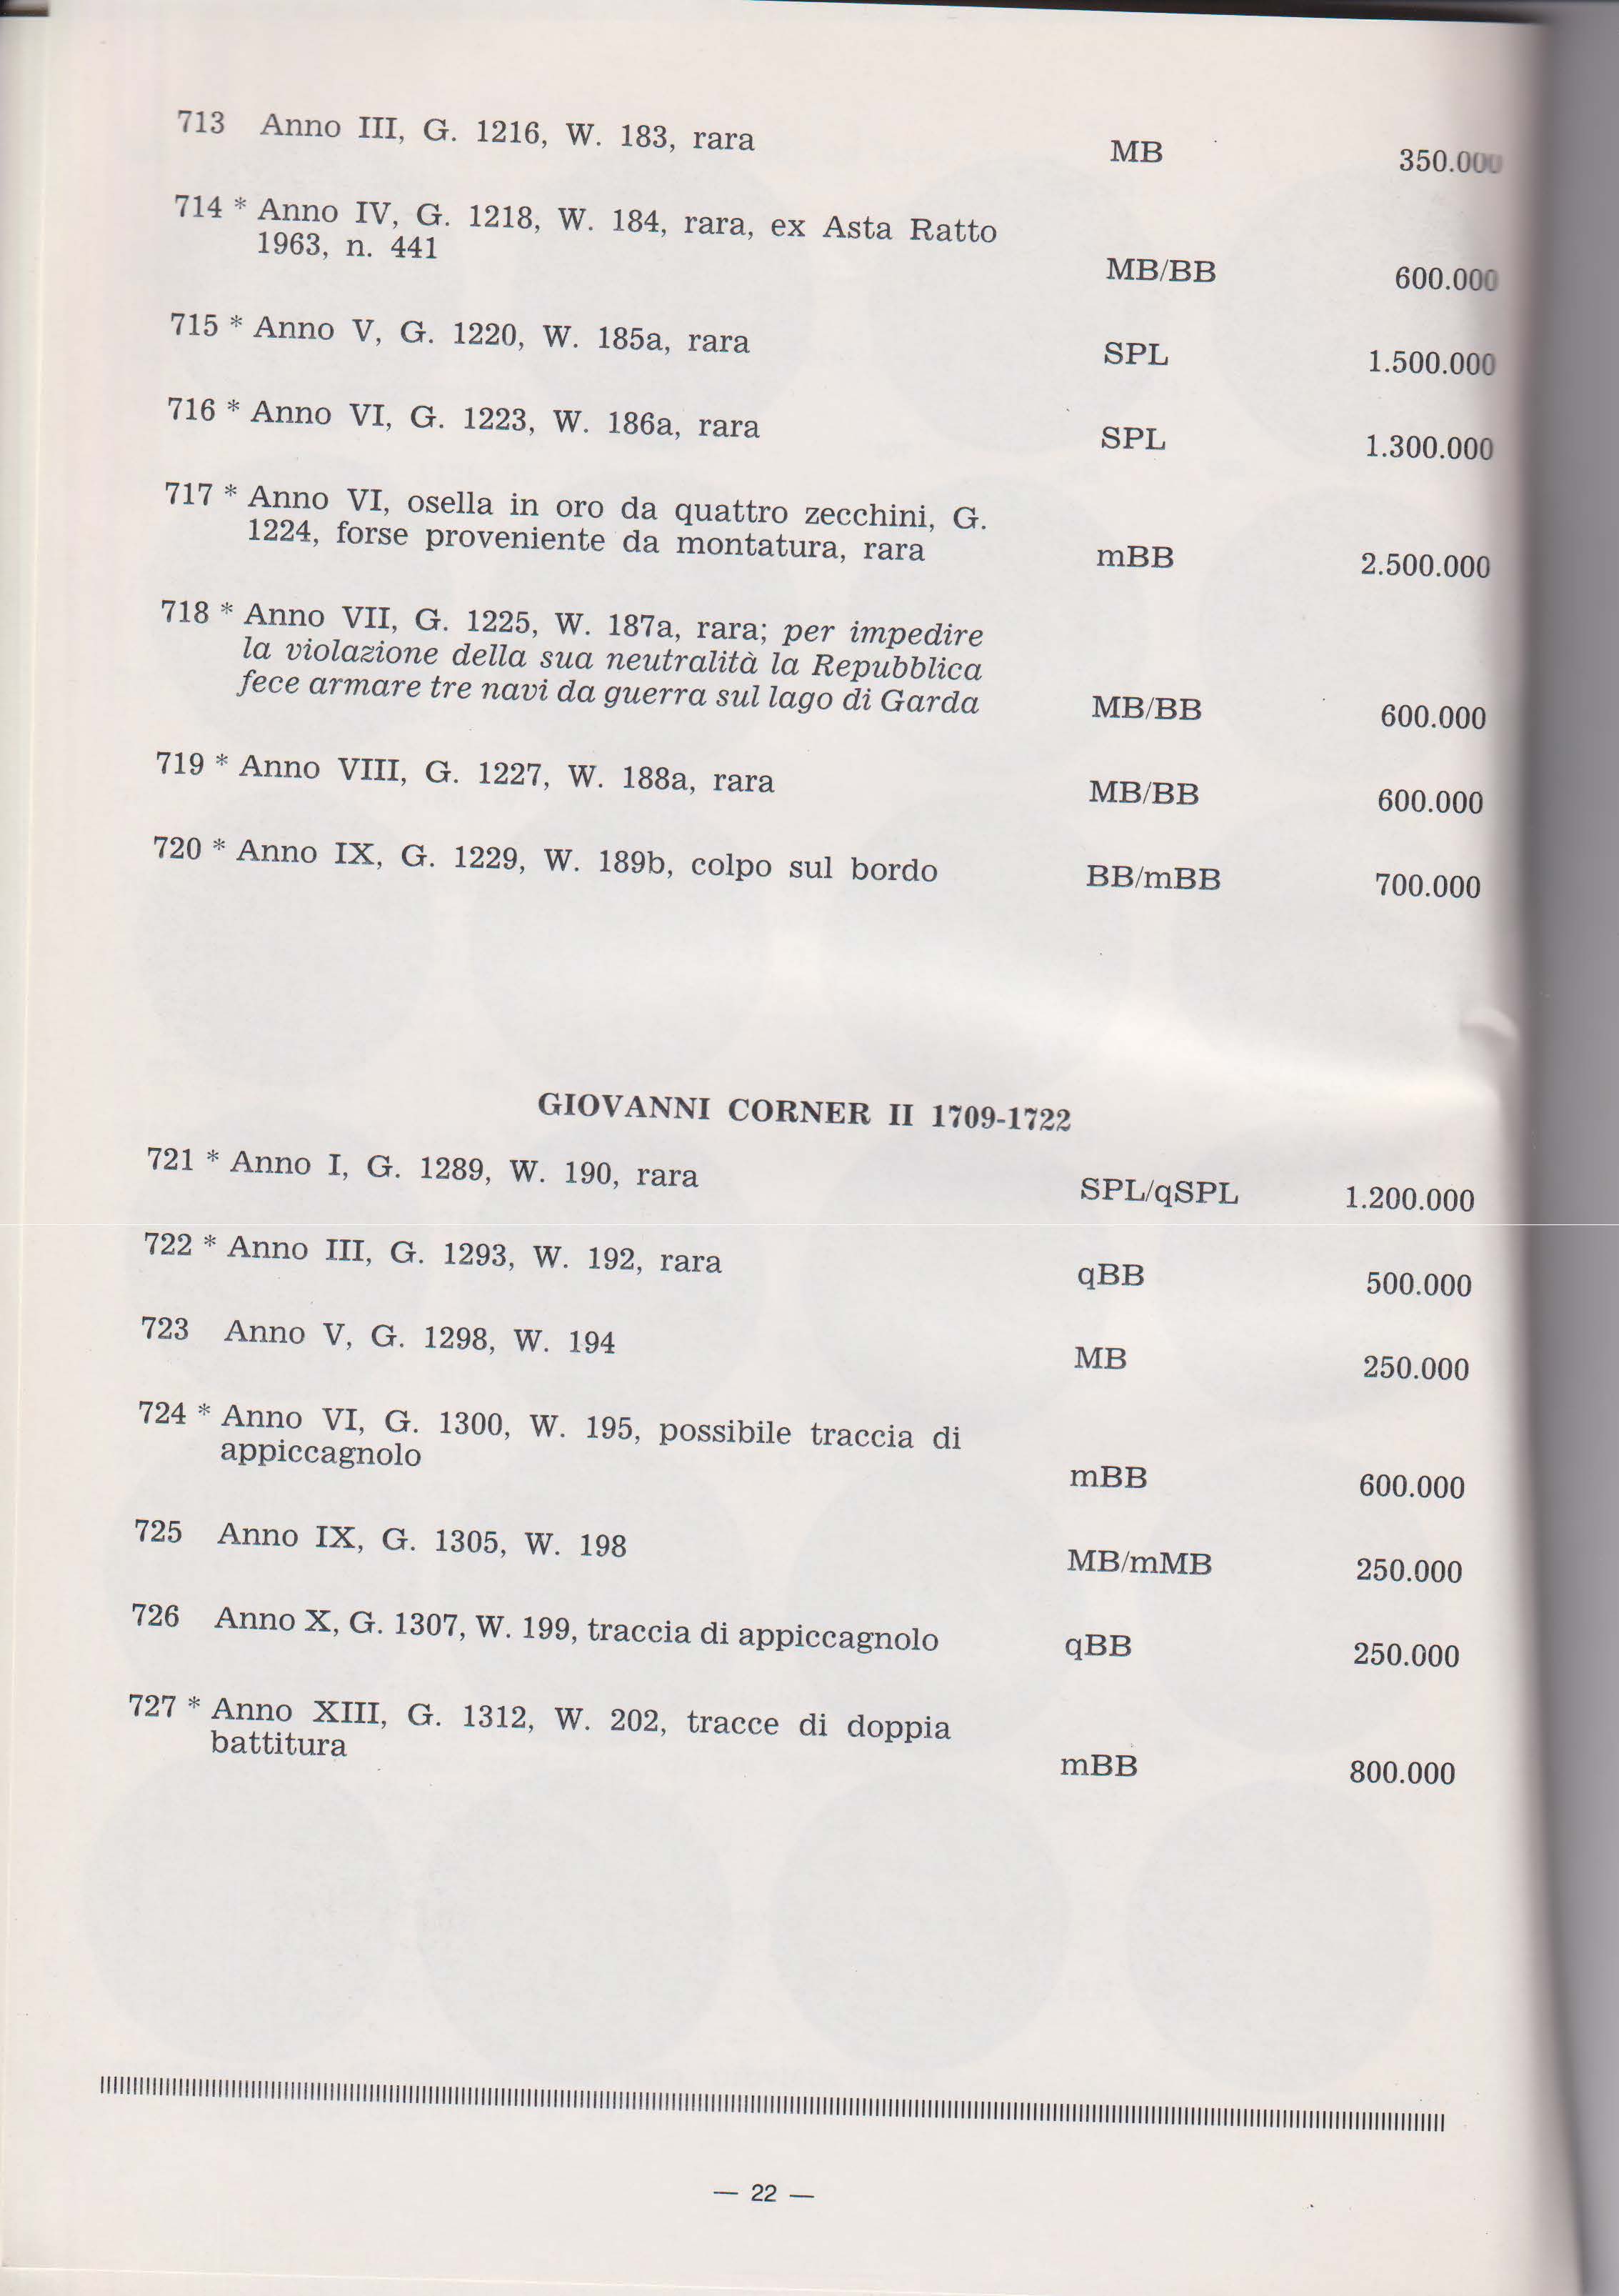 713 Anno III, G. 1216, W. 183, rara MB 350.000
714 * Anno IV, G. 1218, W. 184, rara, ex Asta Ratto
1963, n. 441 MB/BB 600.000
715 * Anno V, G. 1220, W. 185a, rara SPL 1.500.000
716 * Anno VI, G. 1223, W. 186a, rara SPL 1.300.000
717 * Anno VI, osella in oro da quattro zecchini, G.
1224, forse proveniente da montatura, rara mBB 2.500.000
718 * Anno VII, G. 1225, W. 187a, rara; per impedire
la violazione della sua neutralità la Repubblica
fece armare tre navi da guerra sul lago di Garda MB/BB 600.000
719 * Anno VIII, G. 1227, W. 188a, rara MB/BB 600.000
720 * Anno IX, G. 1229, W. 189b, colpo sul bordo BB/mBB 700.000
GIOVANNI CORNER II 1709-1722
721 * Anno I, G. 1289, W. 190, rara SPL/qSPL 1.200.000
722 * Anno III, G. 1293, W. 192, rara qBB 500.000
723 Anno V, G. 1298, W. 194 MB 250.000
724 * Anno VI, G. 1300, W. 195, possibile traccia di
appiccagnolo mBB 600.000
725 Anno IX, G. 1305, W. 198 MB/mMB 250.000
726 Anno X, G. 1307, W. 199, traccia di appiccagnolo qBB 250.000
727 * Anno XIII, G. 1312, W. 202, tracce di doppia
battitura mBB 800.000
— 22 —